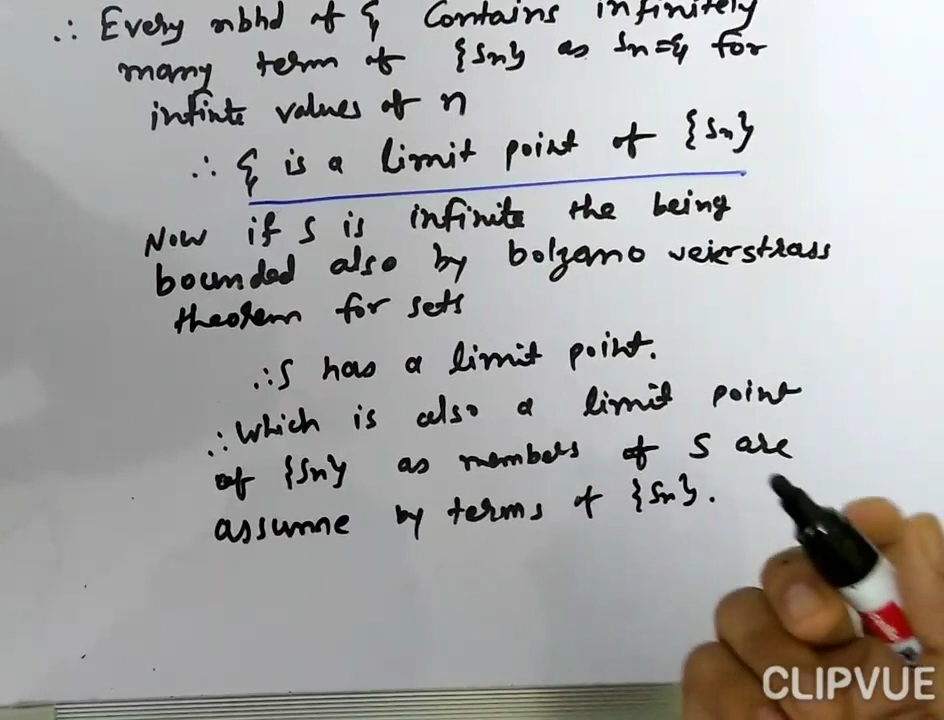 ∴ Every nbhd of ξ Contains infinitely
many term of {Sn} as Sn=ξ for
infinte values of n
∴ ξ is a limit point of {Sn}
Now if S is infinite the being
bounded also by bolzano veierstrass
theorem for sets
∴ S has a limit point.
∴ which is also a limit point
of {Sn} as members of S are
assume by terms of {Sn}.
CLIPVUE